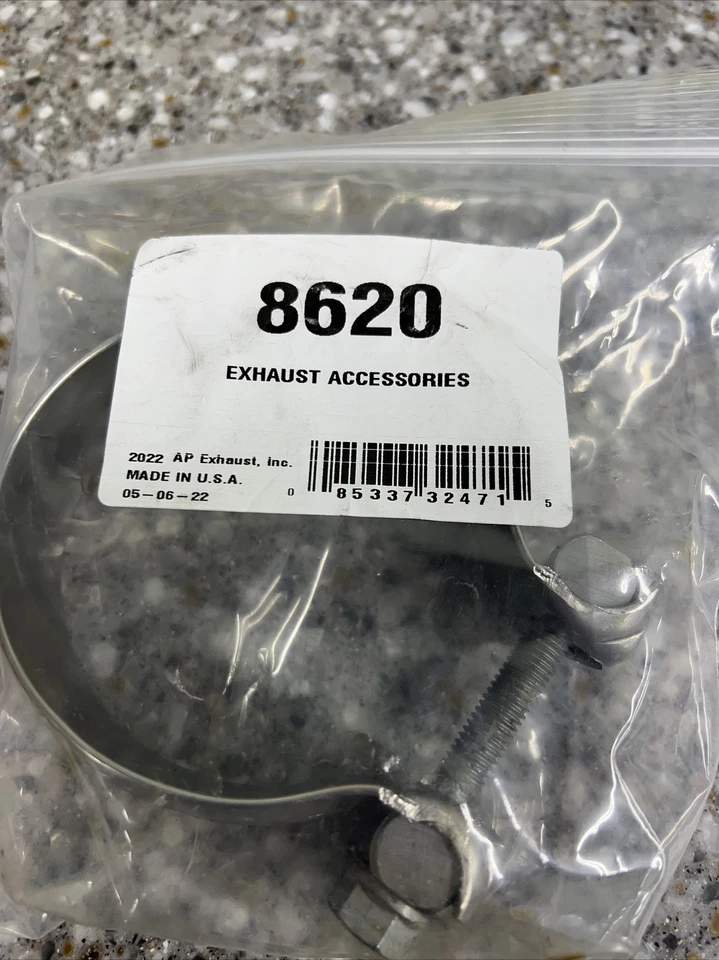 8620
EXHAUST ACCESSORIES
2022 AP Exhaust, inc.
MADE IN U.S.A.
05-06-22
0 85337 32471 5